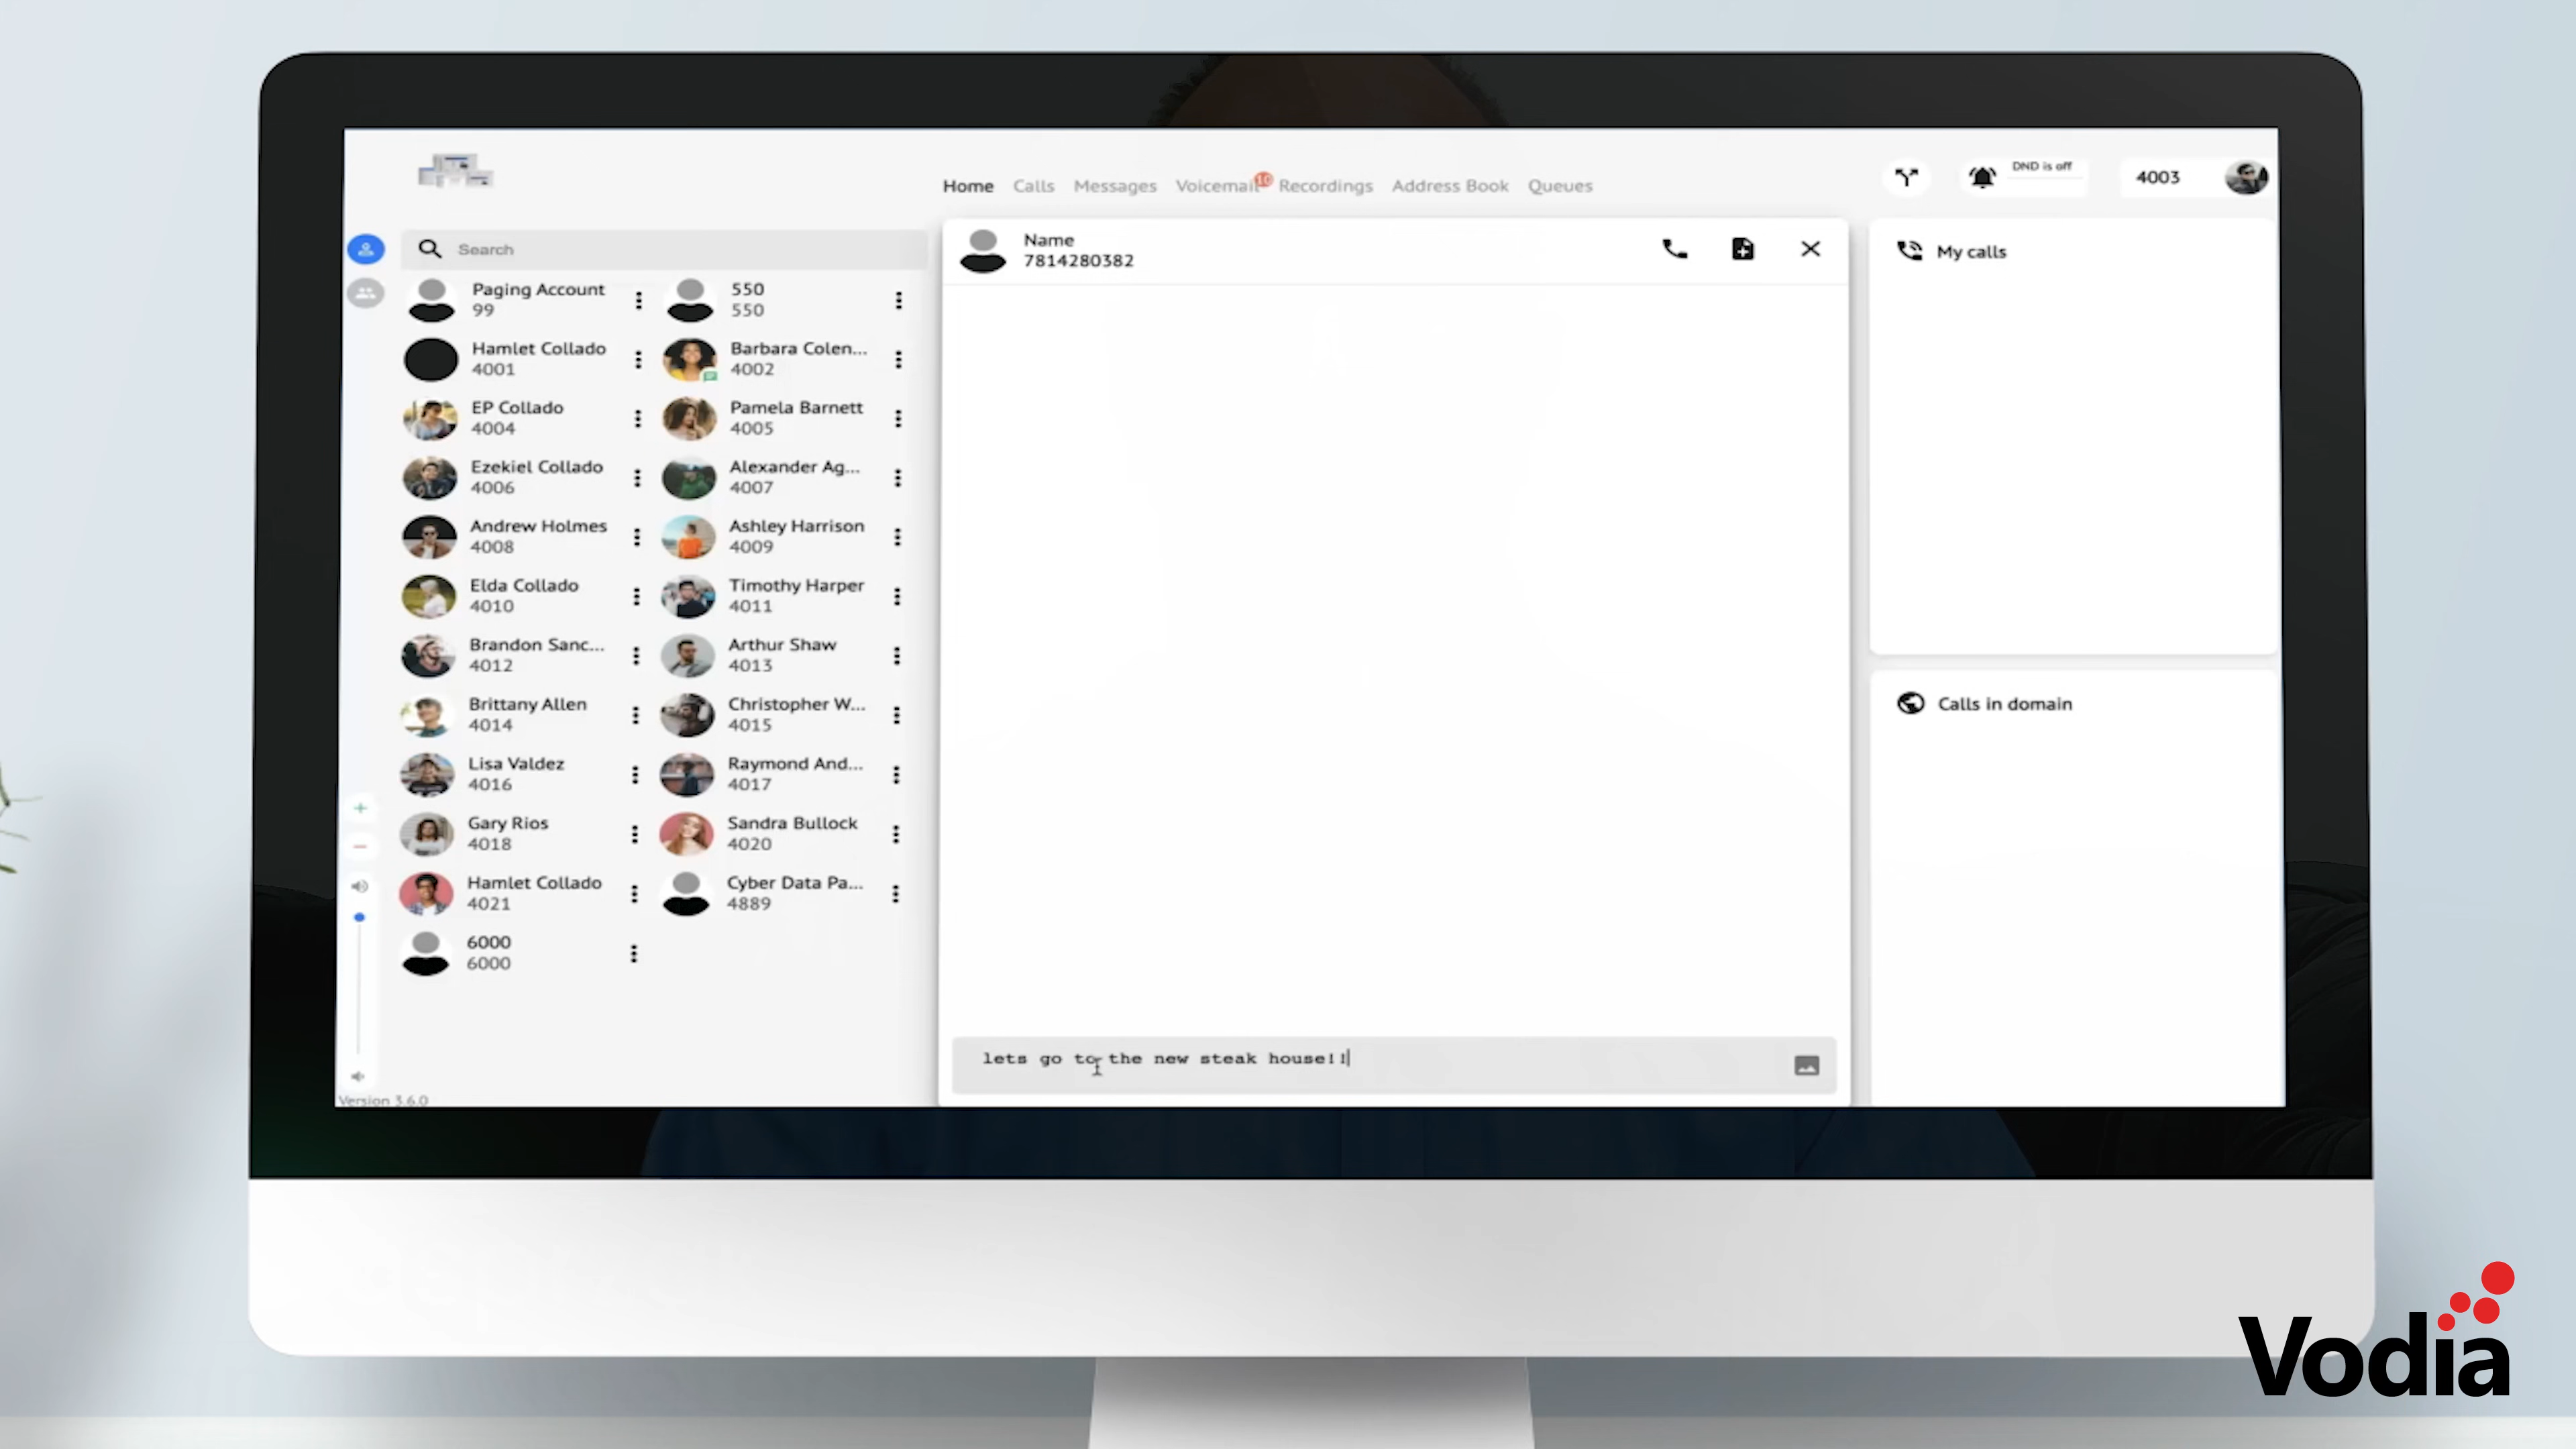 Home Calls Messages Voicemail 10 Recordings Address Book Queues
DND is off
4003
Search
Paging Account
99
550
550
Hamlet Collado
4001
Barbara Colen...
4002
EP Collado
4004
Pamela Barnett
4005
Ezekiel Collado
4006
Alexander Ag...
4007
Andrew Holmes
4008
Ashley Harrison
4009
Elda Collado
4010
Timothy Harper
4011
Brandon Sanc...
4012
Arthur Shaw
4013
Brittany Allen
4014
Christopher W...
4015
Lisa Valdez
4016
Raymond And...
4017
Gary Rios
4018
Sandra Bullock
4020
Hamlet Collado
4021
Cyber Data Pa...
4889
6000
6000
Version 3.6.0
Name
7814280382
lets go to the new steak house!!
My calls
Calls in domain
Vodia